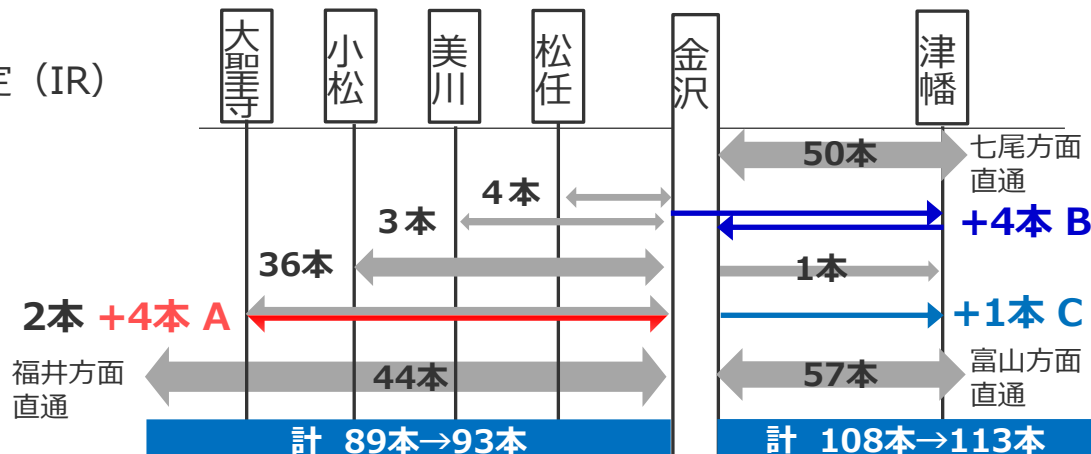 大聖寺
小松
美川
松任
金沢
津幡
定（IR）
50本
七尾方面
直通
4本
+4本 B
3本
36本
1本
2本 +4本 A
+1本 C
福井方面
直通
44本
57本
富山方面
直通
計 89本→93本
計 108本→113本